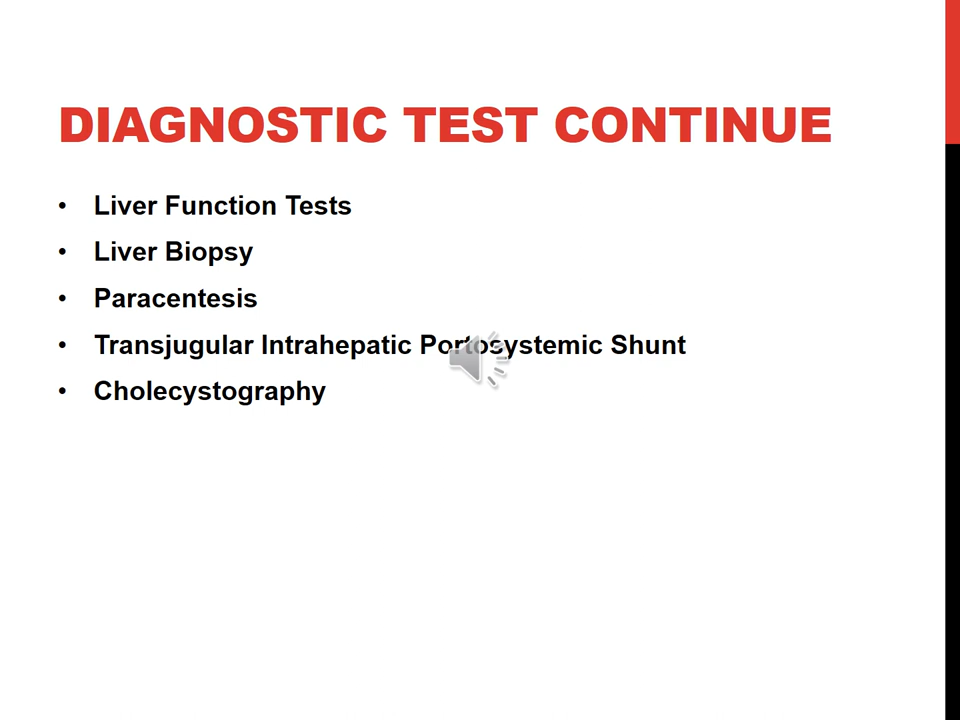 DIAGNOSTIC TEST CONTINUE
• Liver Function Tests
• Liver Biopsy
• Paracentesis
• Transjugular Intrahepatic Portosystemic Shunt
• Cholecystography